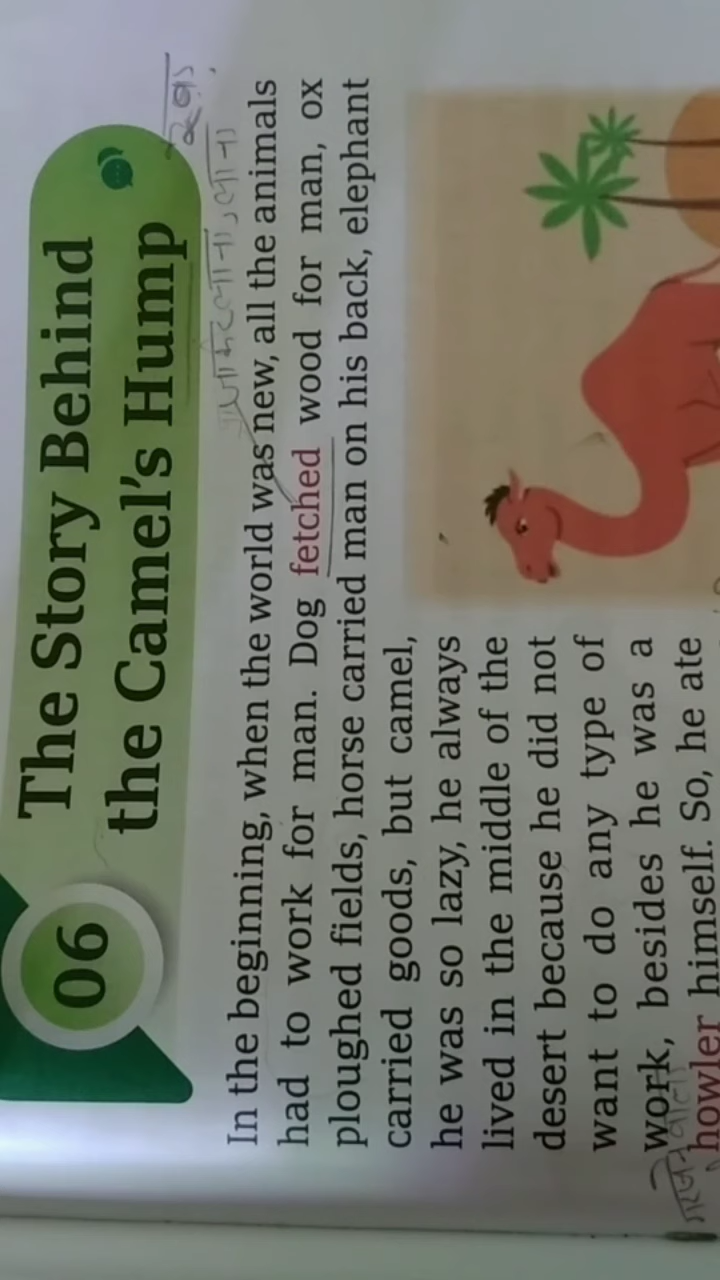 06
The Story Behind
the Camel's Hump
In the beginning, when the world was new, all the animals
had to work for man. Dog fetched wood for man, ox
ploughed fields, horse carried man on his back, elephant
carried goods, but camel,
he was so lazy, he always
lived in the middle of the
desert because he did not
want to do any type of
work, besides he was a
howler himself. So, he ate